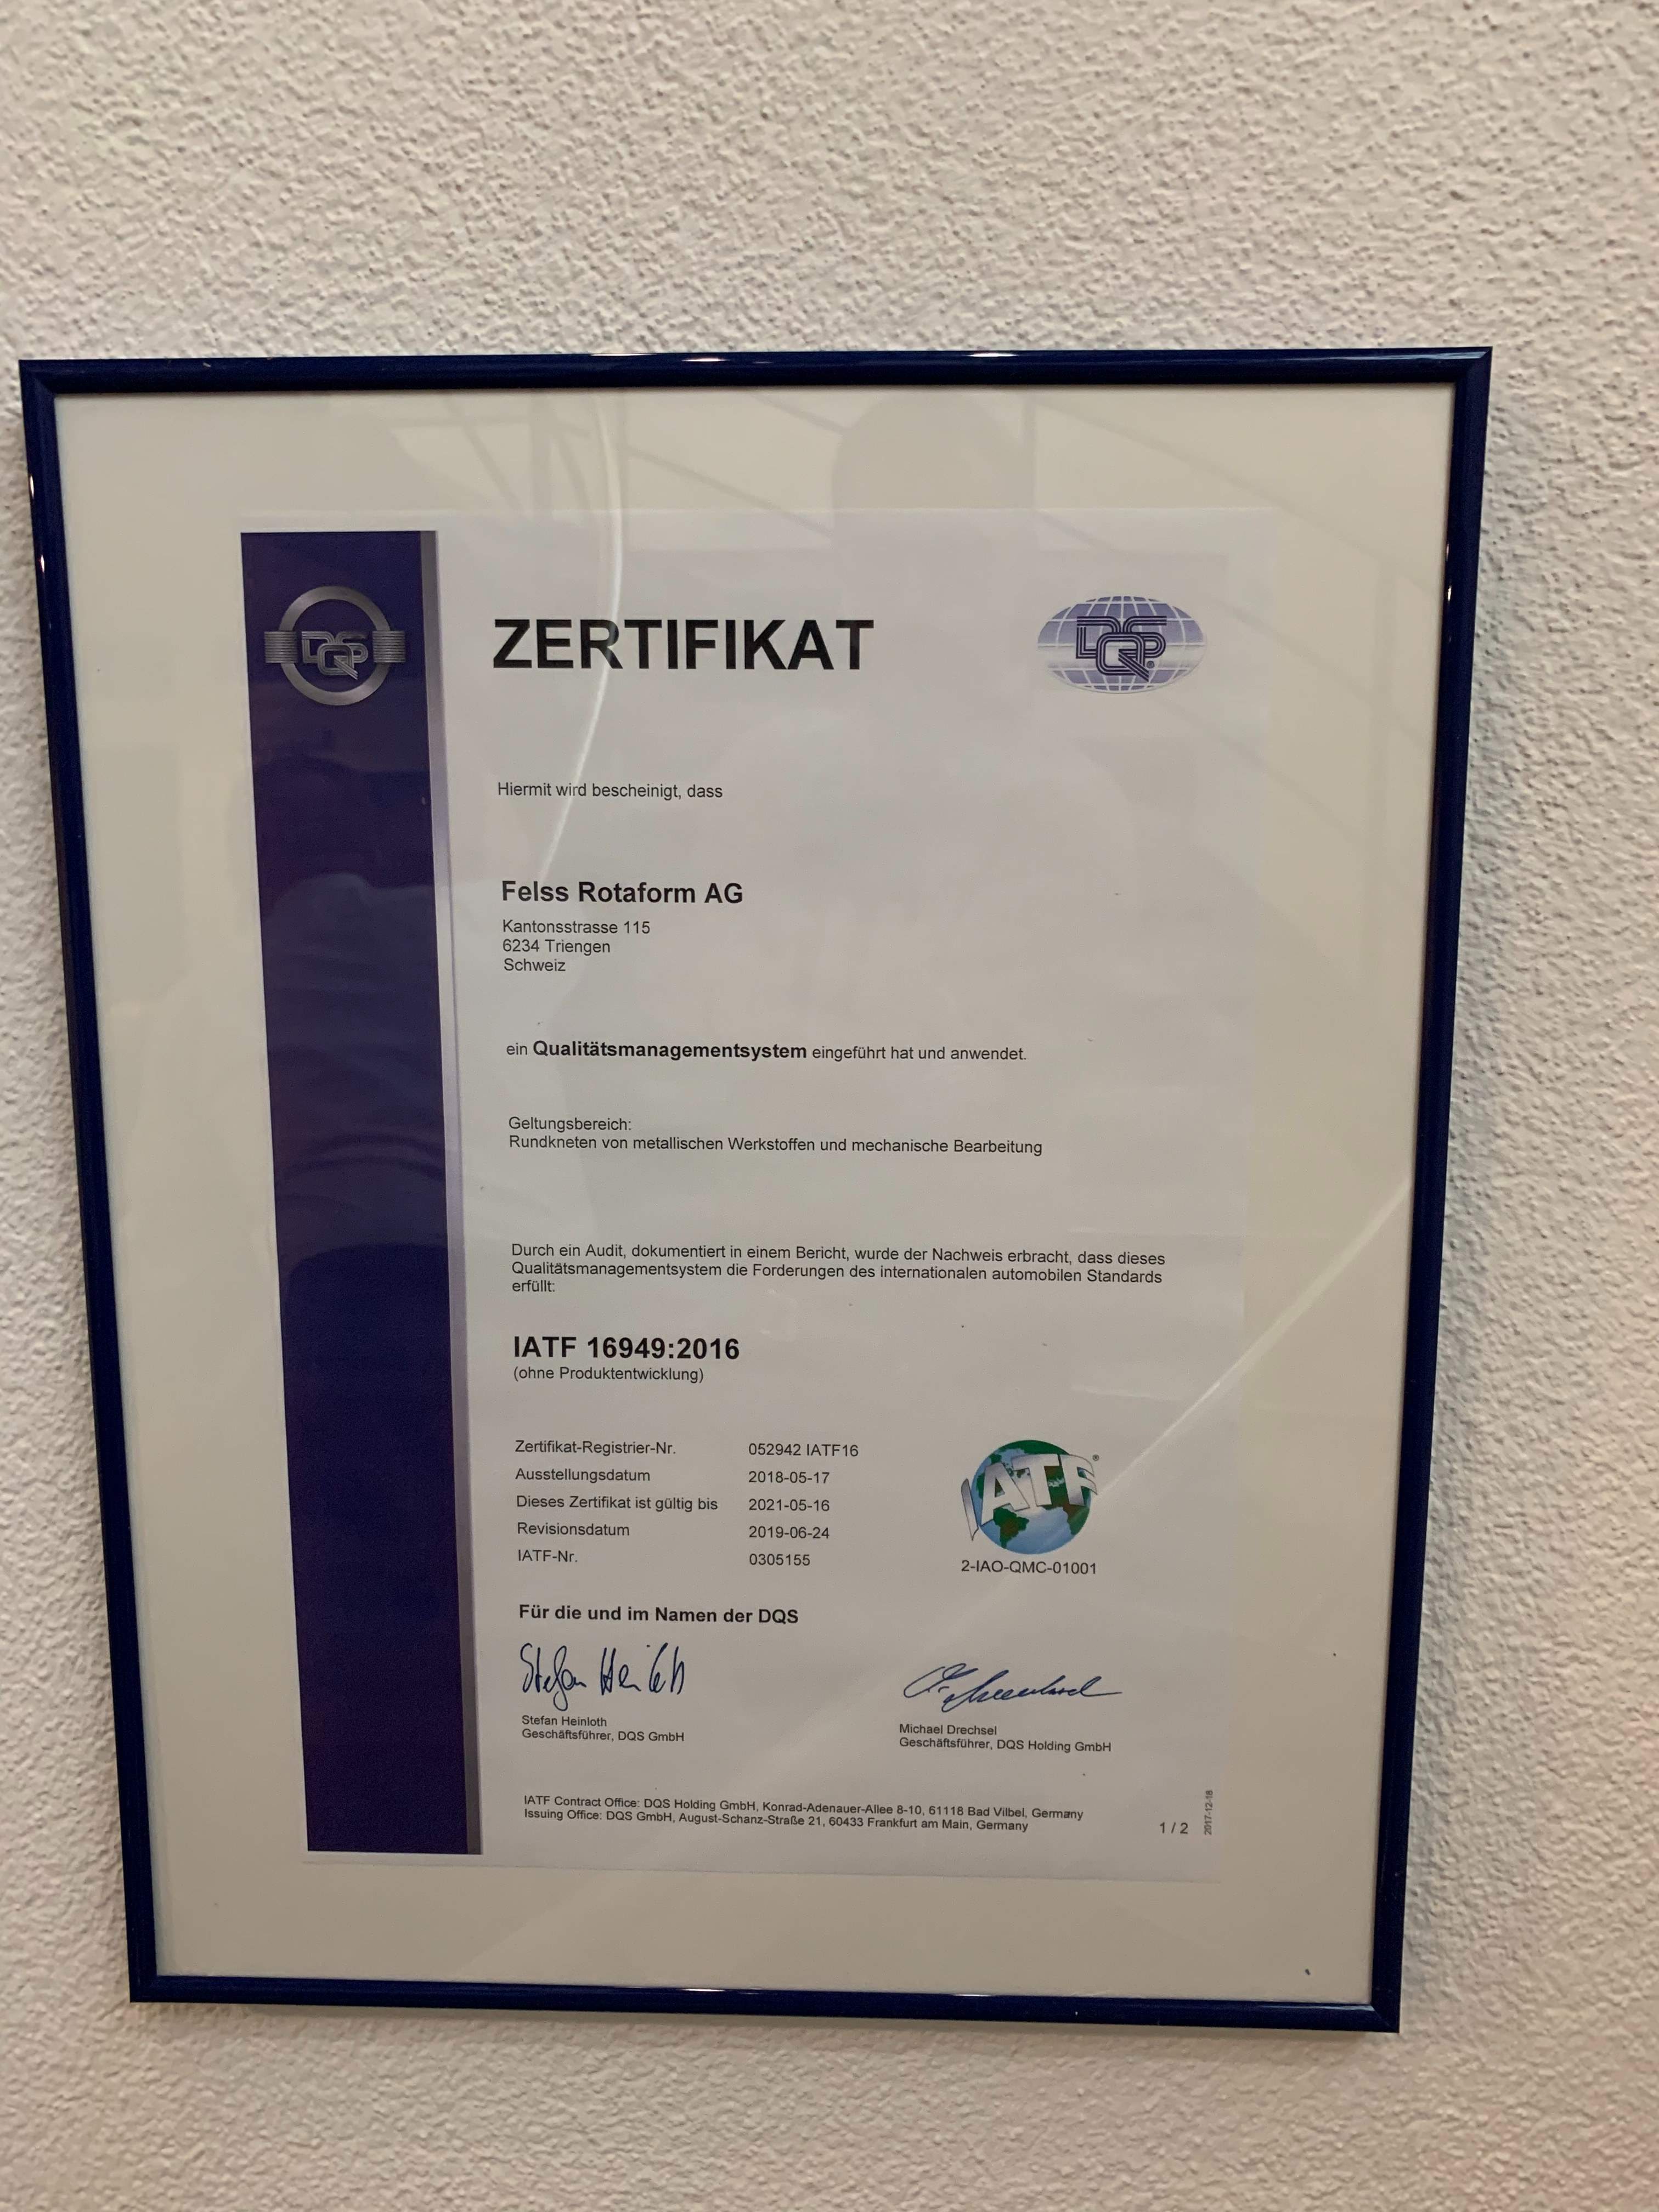 DQS
ZERTIFIKAT
DQS®
Hiermit wird bescheinigt, dass
Felss Rotaform AG
Kantonsstrasse 115
6234 Triengen
Schweiz
ein Qualitätsmanagementsystem eingeführt hat und anwendet.
Geltungsbereich:
Rundkneten von metallischen Werkstoffen und mechanische Bearbeitung
Durch ein Audit, dokumentiert in einem Bericht, wurde der Nachweis erbracht, dass dieses
Qualitätsmanagementsystem die Forderungen des internationalen automobilen Standards
erfüllt:
IATF 16949:2016
(ohne Produktentwicklung)
Zertifikat-Registrier-Nr. 052942 IATF16
Ausstellungsdatum 2018-05-17
Dieses Zertifikat ist gültig bis 2021-05-16
Revisionsdatum 2019-06-24
IATF-Nr. 0305155
IATF®
2-IAO-QMC-01001
Für die und im Namen der DQS
Stefan Heinloth
Stefan Heinloth
Geschäftsführer, DQS GmbH
Michael Drechsel
Geschäftsführer, DQS Holding GmbH
IATF Contract Office: DQS Holding GmbH, Konrad-Adenauer-Allee 8-10, 61118 Bad Vilbel, Germany
Issuing Office: DQS GmbH, August-Schanz-Straße 21, 60433 Frankfurt am Main, Germany
1 / 2
2017-12-18